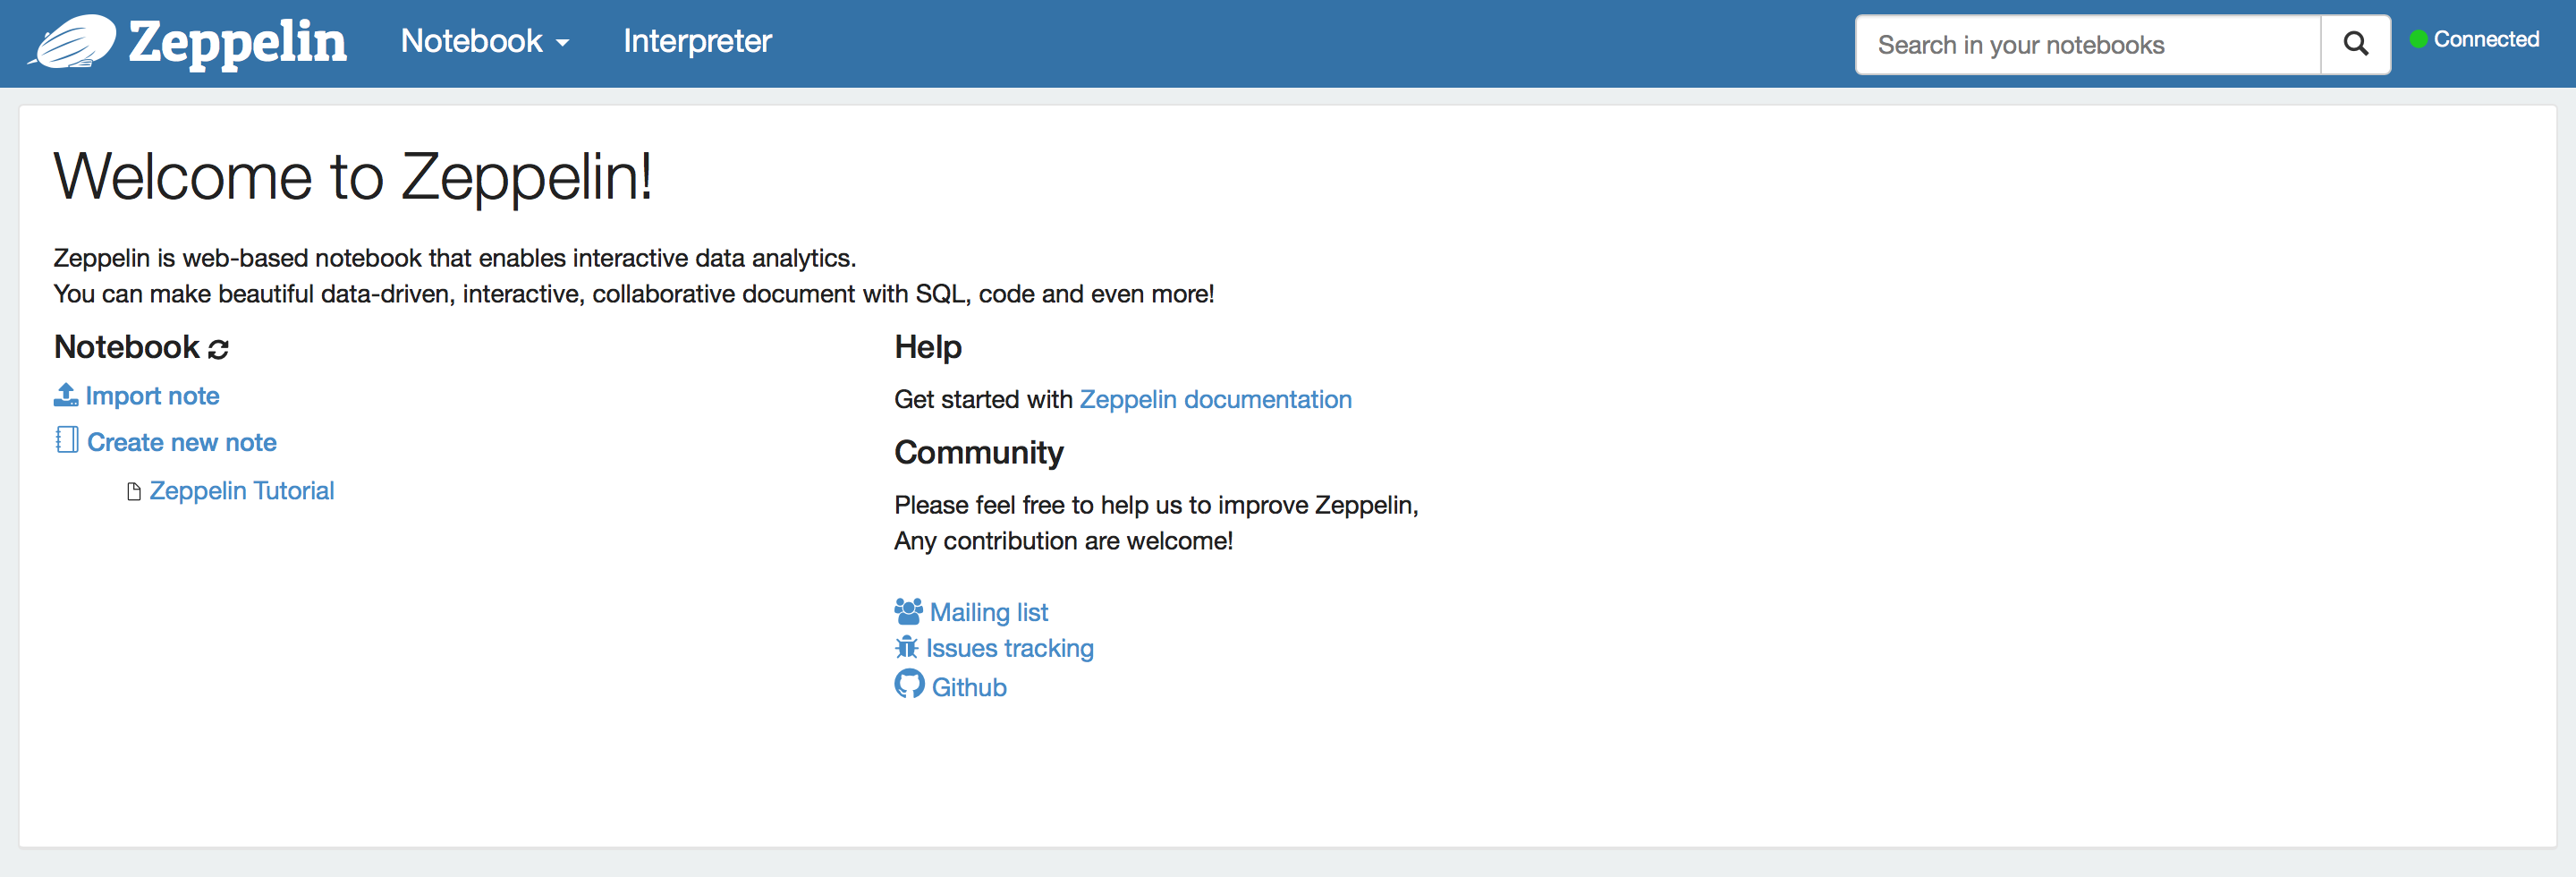 Zeppelin
Notebook
Interpreter
Search in your notebooks
Connected
Welcome to Zeppelin!
Zeppelin is web-based notebook that enables interactive data analytics.
You can make beautiful data-driven, interactive, collaborative document with SQL, code and even more!
Notebook
Import note
Create new note
Zeppelin Tutorial
Help
Get started with Zeppelin documentation
Community
Please feel free to help us to improve Zeppelin,
Any contribution are welcome!
Mailing list
Issues tracking
Github